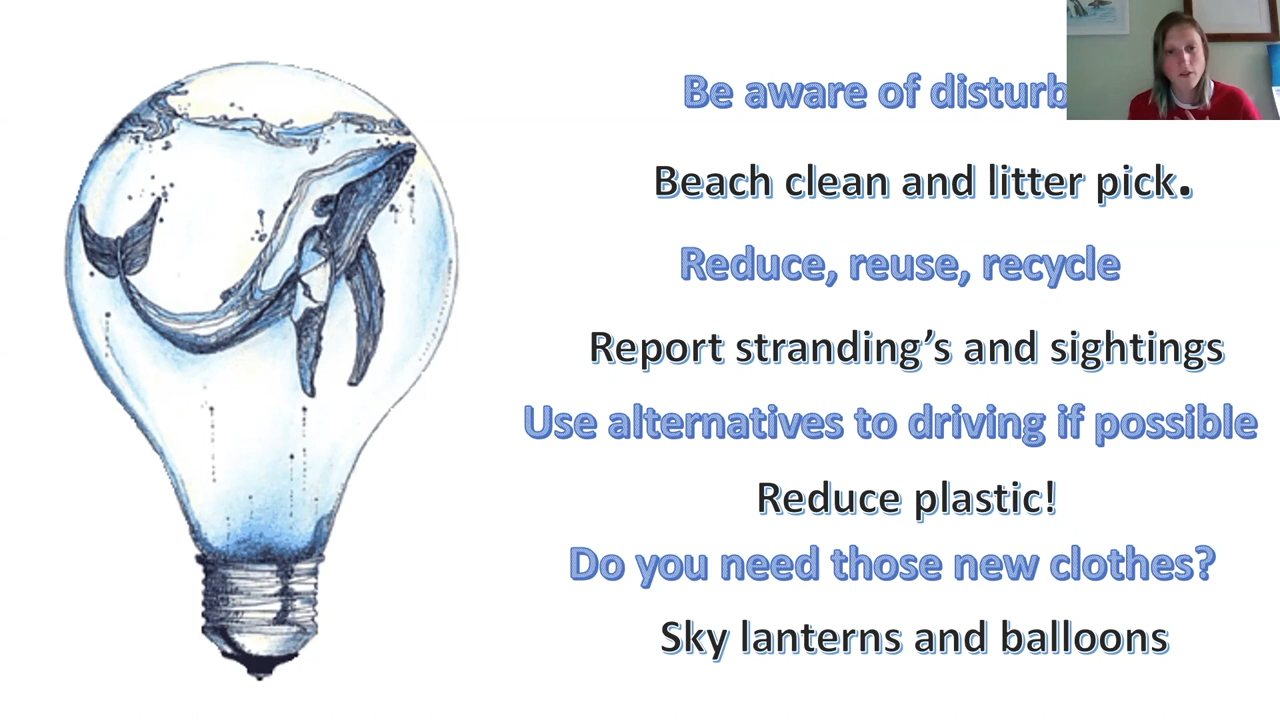 Be aware of disturb
Beach clean and litter pick.
Reduce, reuse, recycle
Report stranding’s and sightings
Use alternatives to driving if possible
Reduce plastic!
Do you need those new clothes?
Sky lanterns and balloons